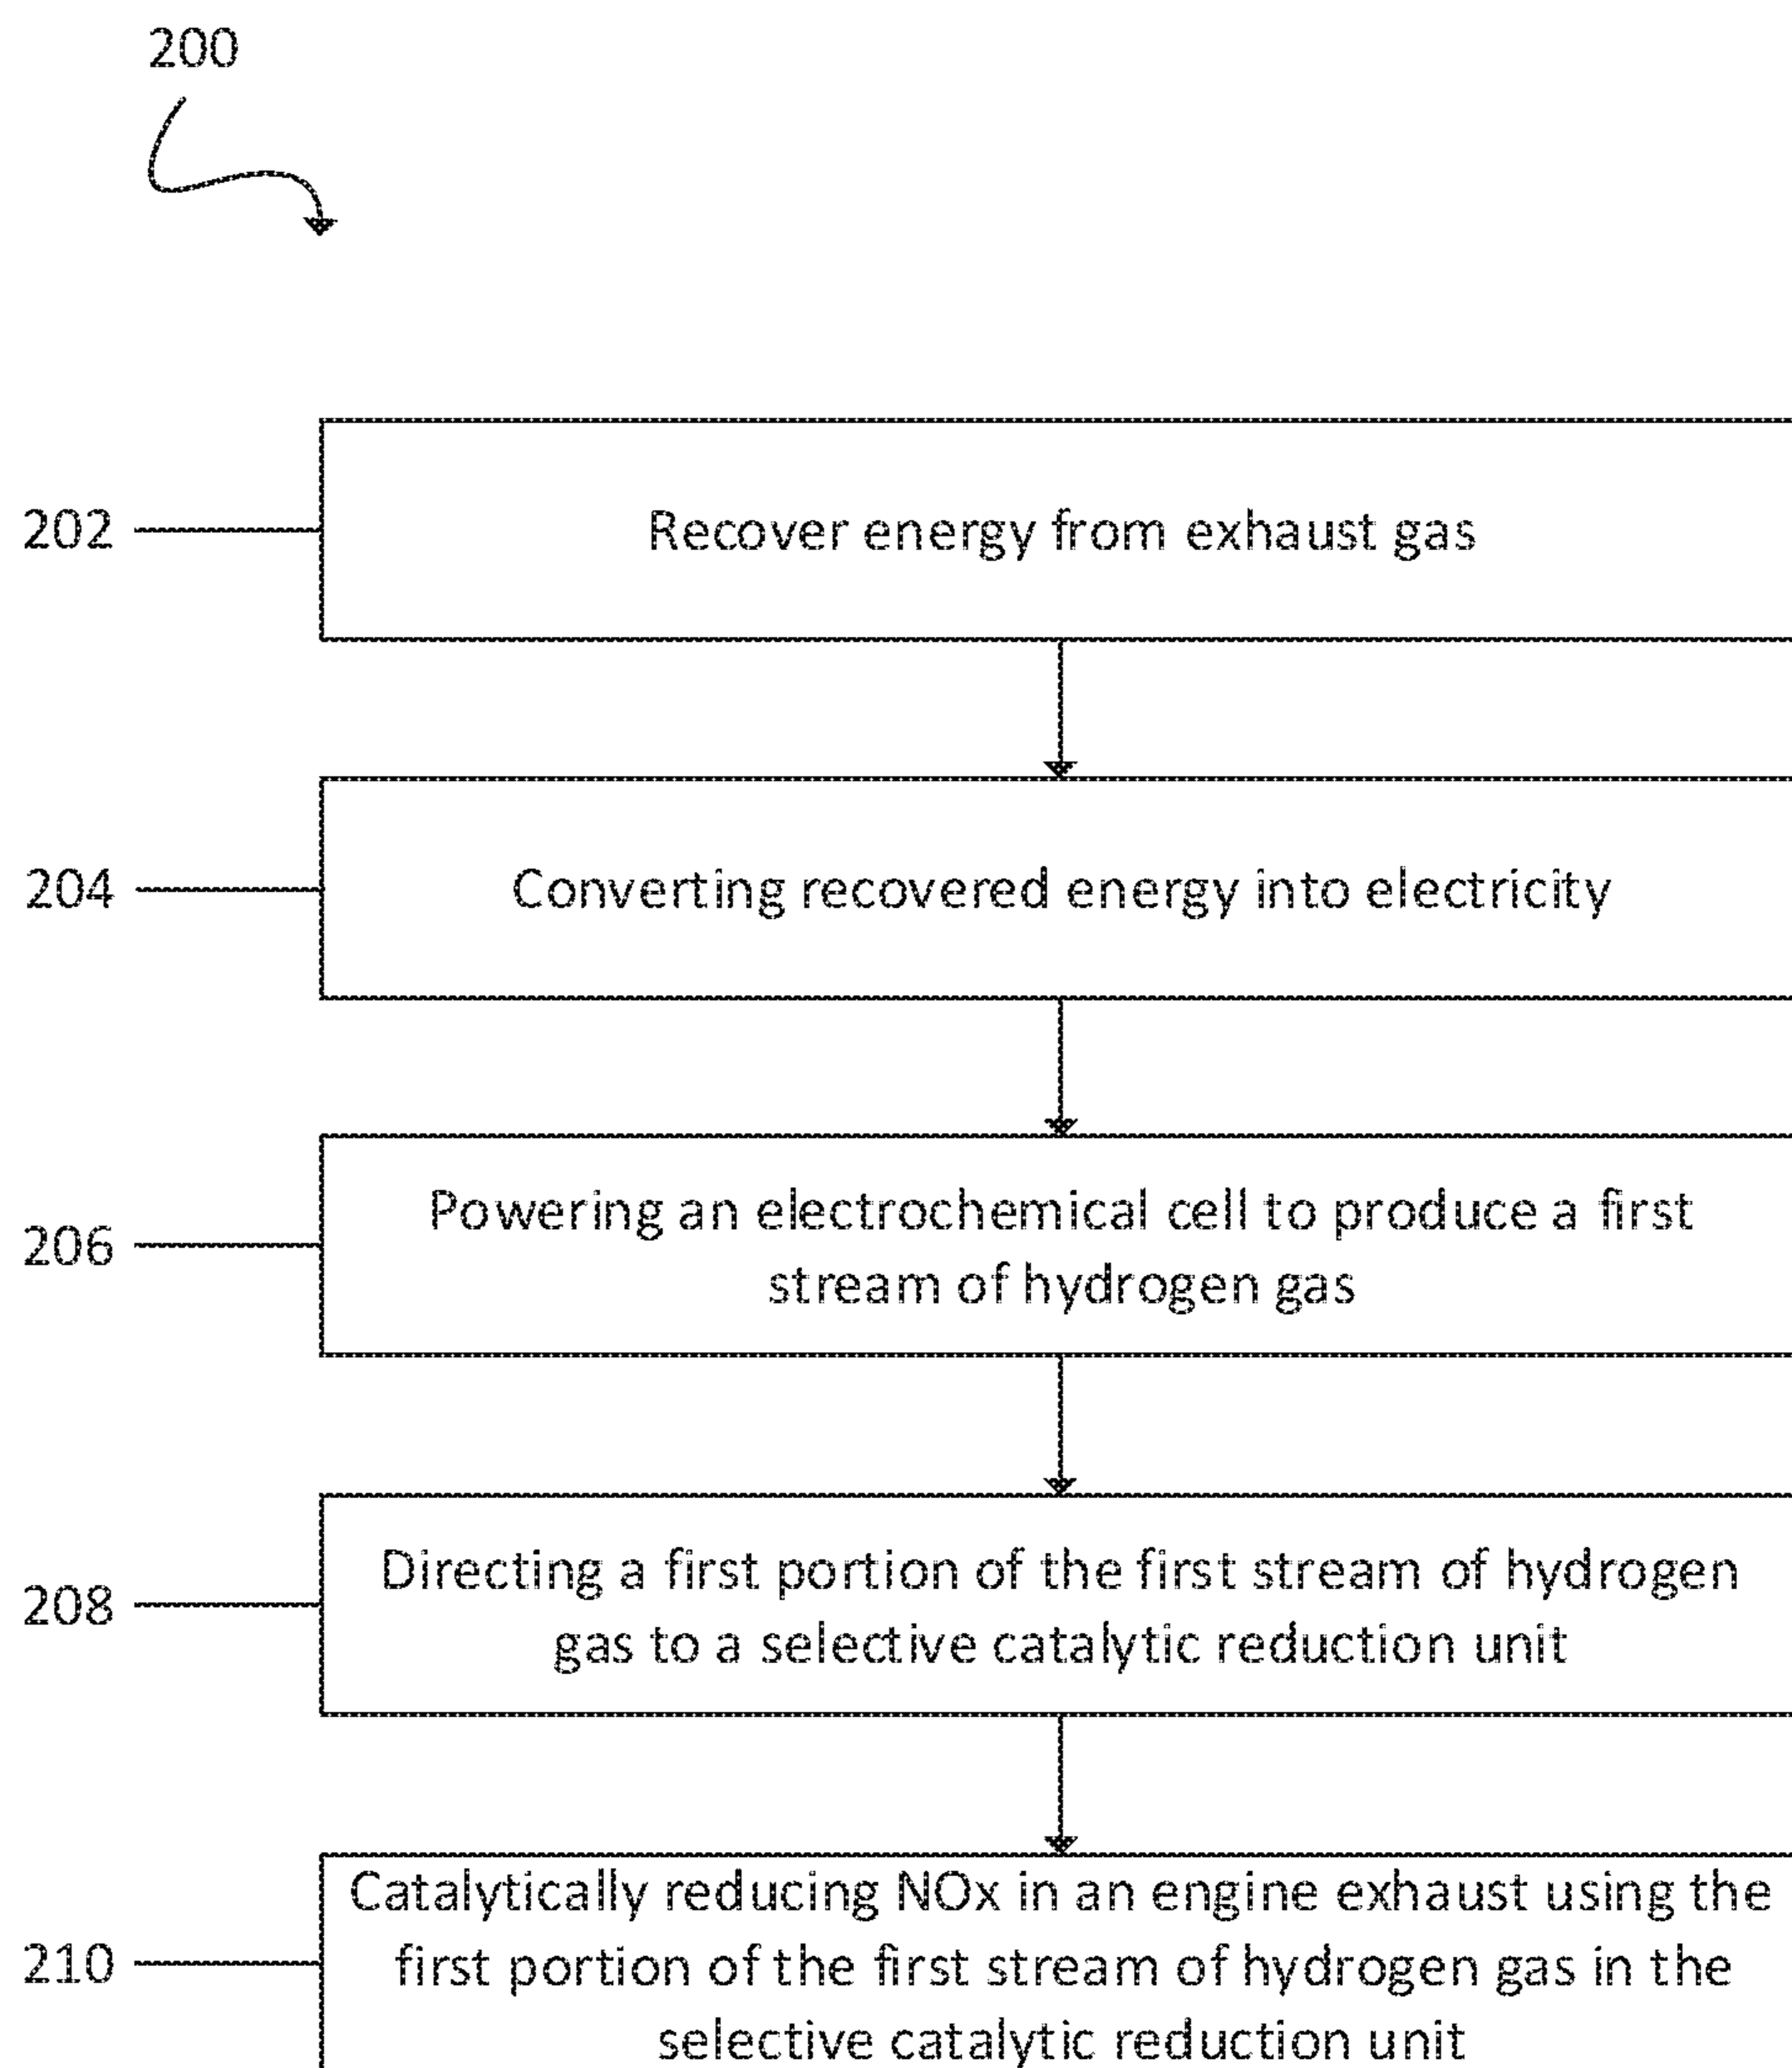 200
202
Recover energy from exhaust gas
204
Converting recovered energy into electricity
206
Powering an electrochemical cell to produce a first
stream of hydrogen gas
208
Directing a first portion of the first stream of hydrogen
gas to a selective catalytic reduction unit
210
Catalytically reducing NOx in an engine exhaust using the
first portion of the first stream of hydrogen gas in the
selective catalytic reduction unit